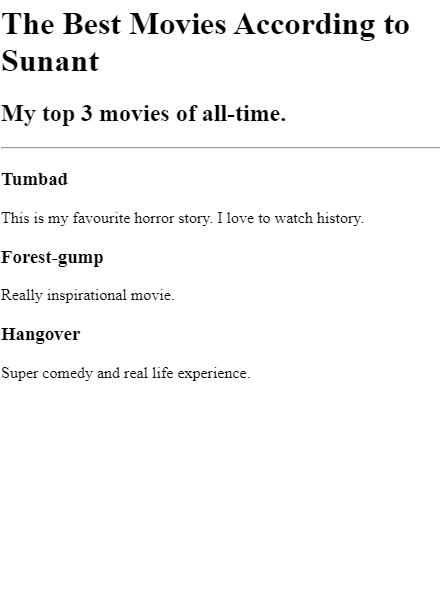 The Best Movies According to
Sunant
My top 3 movies of all-time.
Tumbad
This is my favourite horror story. I love to watch history.
Forest-gump
Really inspirational movie.
Hangover
Super comedy and real life experience.